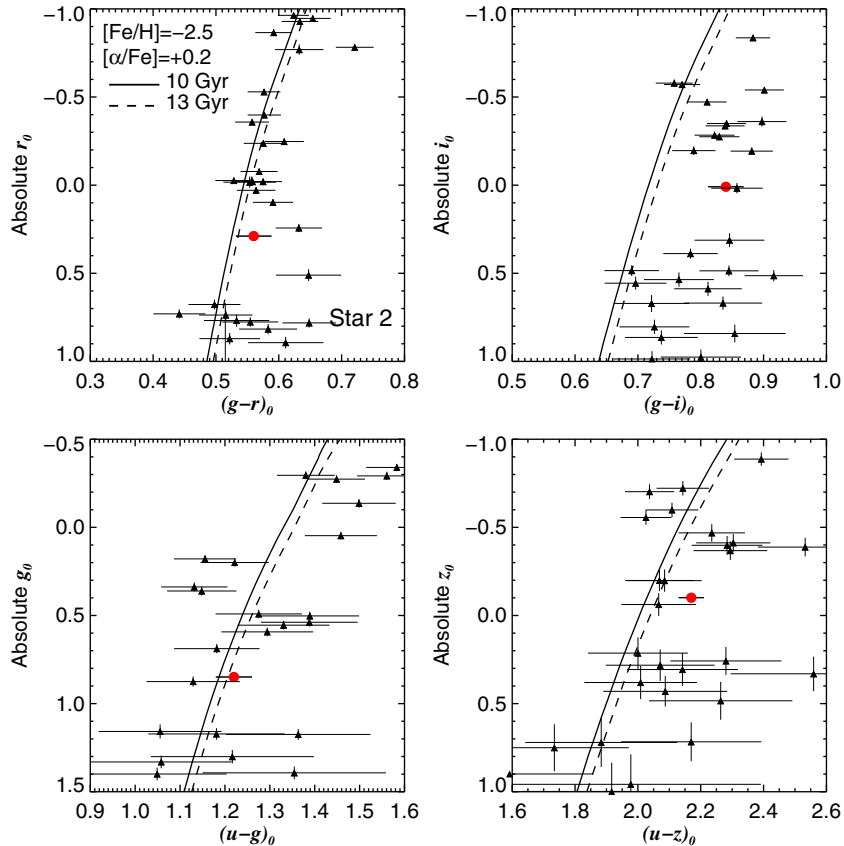 [Fe/H]=−2.5
[α/Fe]=+0.2
10 Gyr
13 Gyr
Star 2
Absolute r0
-1.0
-0.5
0.0
0.5
1.0
0.3 0.4 0.5 0.6 0.7 0.8
(g−r)0
Absolute i0
-1.0
-0.5
0.0
0.5
1.0
0.5 0.6 0.7 0.8 0.9 1.0
(g−i)0
Absolute g0
-0.5
0.0
0.5
1.0
1.5
0.9 1.0 1.1 1.2 1.3 1.4 1.5 1.6
(u−g)0
Absolute z0
-1.0
-0.5
0.0
0.5
1.0
1.6 1.8 2.0 2.2 2.4 2.6
(u−z)0